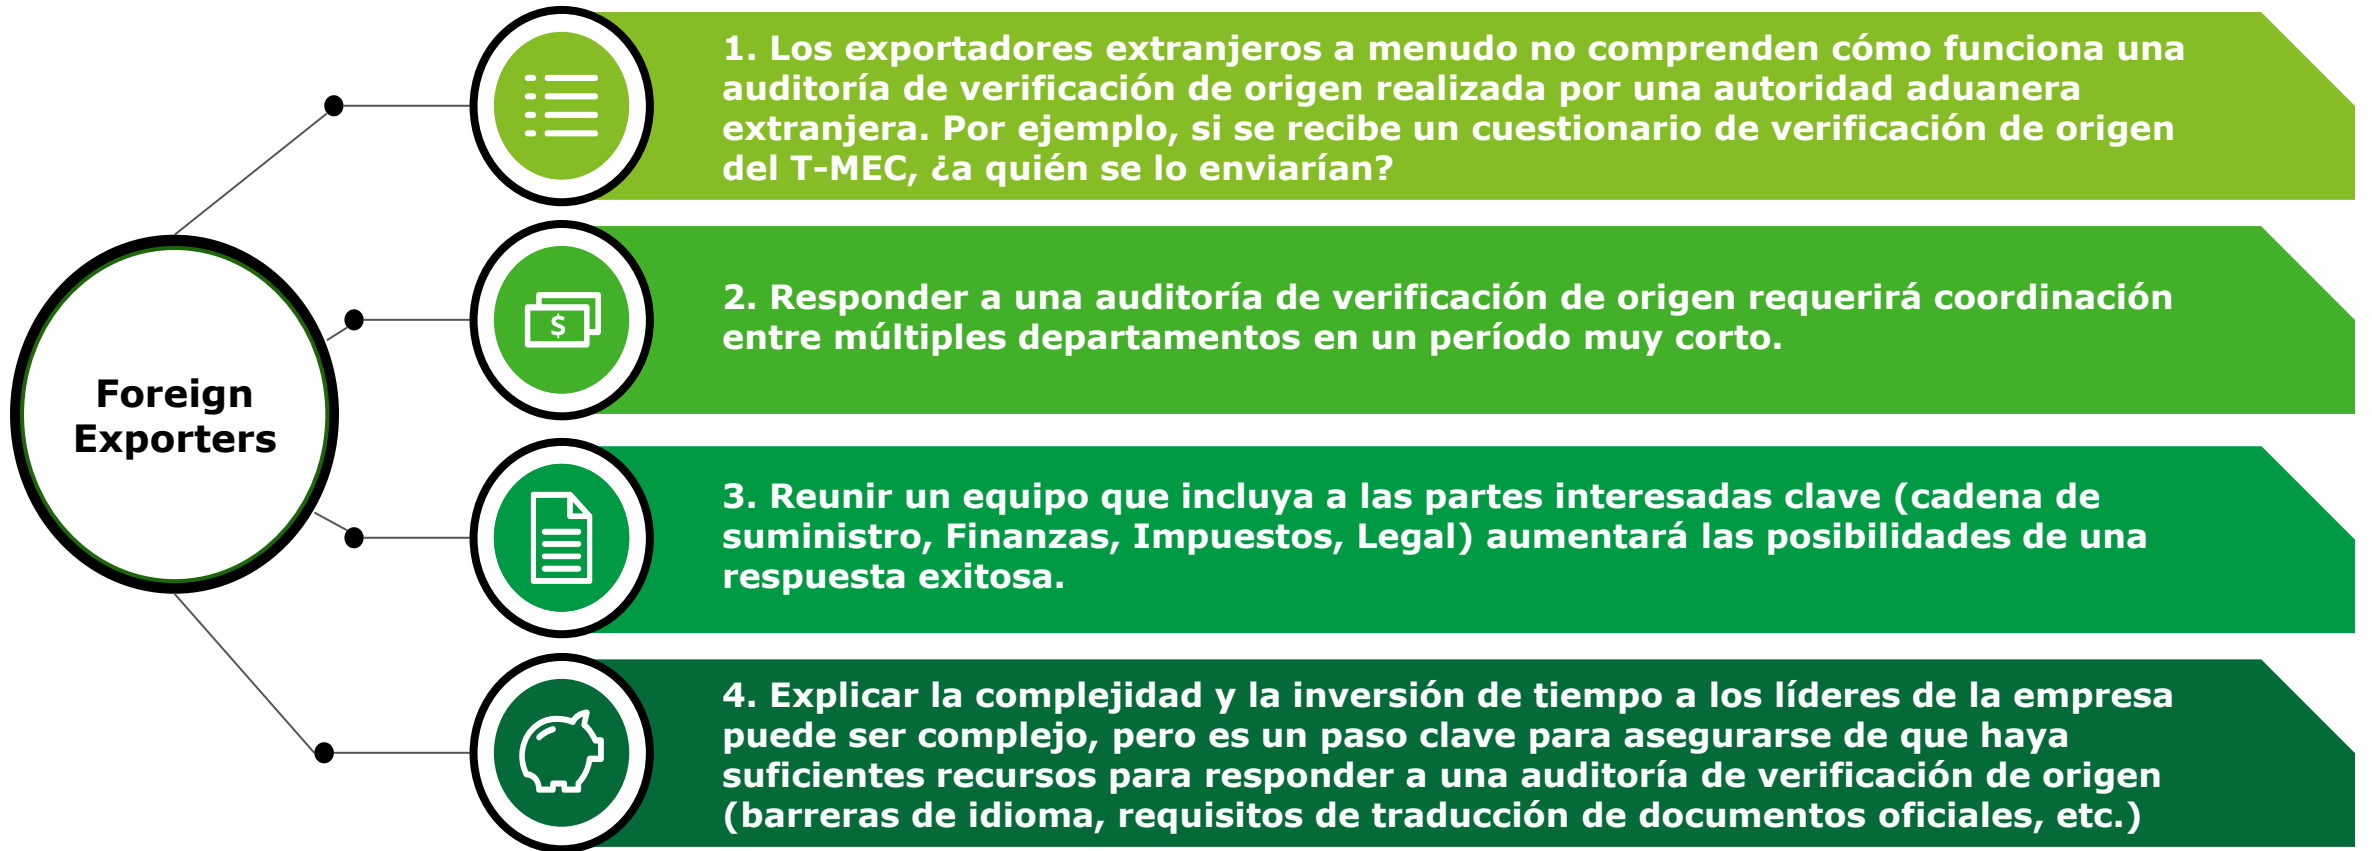 Foreign
Exporters
1. Los exportadores extranjeros a menudo no comprenden cómo funciona una
auditoría de verificación de origen realizada por una autoridad aduanera
extranjera. Por ejemplo, si se recibe un cuestionario de verificación de origen
del T-MEC, ¿a quién se lo enviarían?
$
2. Responder a una auditoría de verificación de origen requerirá coordinación
entre múltiples departamentos en un período muy corto.
3. Reunir un equipo que incluya a las partes interesadas clave (cadena de
suministro, Finanzas, Impuestos, Legal) aumentará las posibilidades de una
respuesta exitosa.
4. Explicar la complejidad y la inversión de tiempo a los líderes de la empresa
puede ser complejo, pero es un paso clave para asegurarse de que haya
suficientes recursos para responder a una auditoría de verificación de origen
(barreras de idioma, requisitos de traducción de documentos oficiales, etc.)